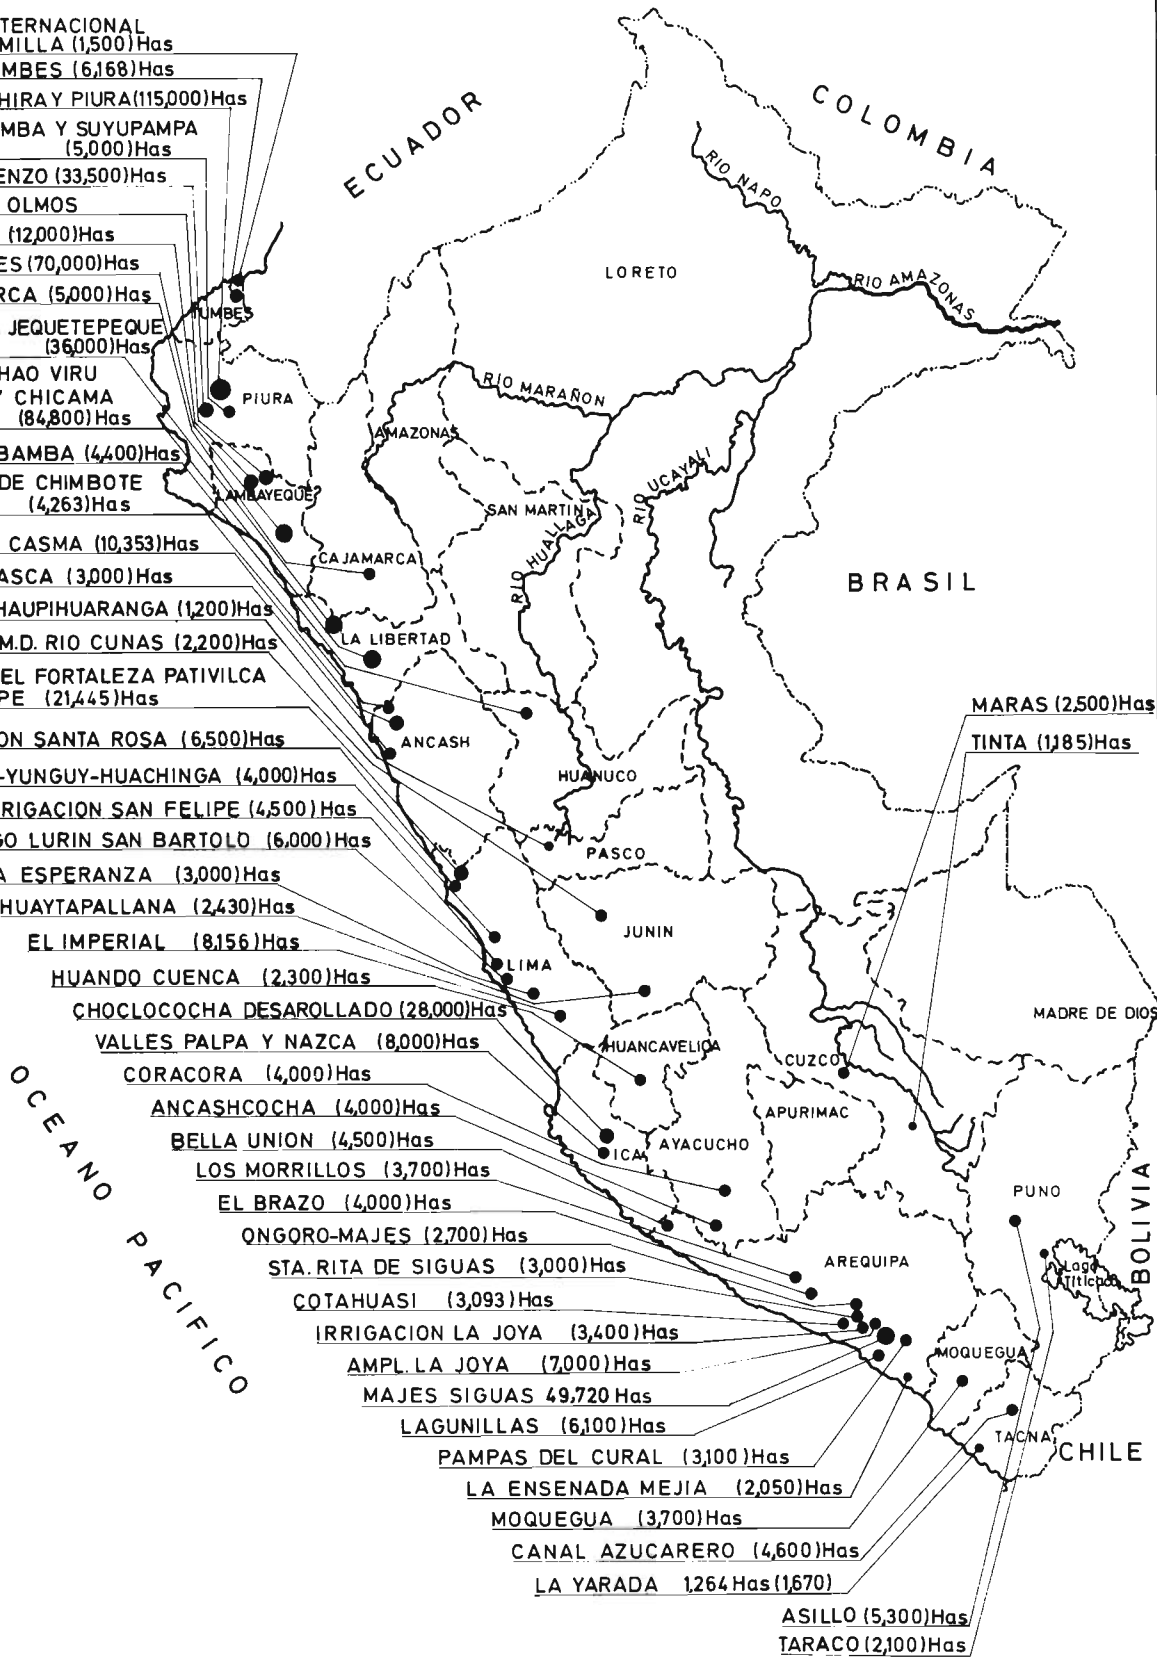 TERNACIONAL
MILLA (1,500)Has
MBES (6,168)Has
HIRA Y PIURA(115,000)Has
MBA Y SUYUPAMPA
(5,000)Has
ENZO (33,500)Has
OLMOS
(12,000)Has
ES (70,000)Has
RCA (5,000)Has
JEQUETEPEQUE
(36,000)Has
HAO VIRU
Y CHICAMA
(84,800)Has
BAMBA (4,400)Has
DE CHIMBOTE
(4,263)Has
CASMA (10,353)Has
ASCA (3,000)Has
HAUPIHUARANGA (1,200)Has
M.D. RIO CUNAS (2,200)Has
EL FORTALEZA PATIVILCA
PE (21,445)Has
ON SANTA ROSA (6,500)Has
-YUNGUY-HUACHINGA (4,000)Has
RIGACION SAN FELIPE (4,500)Has
GO LURIN SAN BARTOLO (6,000)Has
A ESPERANZA (3,000)Has
HUAYTAPALLANA (2,430)Has
EL IMPERIAL (8,156)Has
HUANDO CUENCA (2,300)Has
CHOCLOCOCHA DESAROLLADO (28,000)Has
VALLES PALPA Y NAZCA (8,000)Has
CORACORA (4,000)Has
ANCASHCOCHA (4,000)Has
BELLA UNION (4,500)Has
LOS MORRILLOS (3,700)Has
EL BRAZO (4,000)Has
ONGORO-MAJES (2,700)Has
STA. RITA DE SIGUAS (3,000)Has
COTAHUASI (3,093)Has
IRRIGACION LA JOYA (3,400)Has
AMPL. LA JOYA (7,000)Has
MAJES SIGUAS 49,720 Has
LAGUNILLAS (6,100)Has
PAMPAS DEL CURAL (3,100)Has
LA ENSENADA MEJIA (2,050)Has
MOQUEGUA (3,700)Has
CANAL AZUCARERO (4,600)Has
LA YARADA 1,264 Has (1,670)
ASILLO (5,300)Has
TARACO (2,100)Has
MARAS (2,500)Has
TINTA (1,185)Has
ECUADOR
COLOMBIA
BRASIL
BOLIVIA
CHILE
OCEANO PACIFICO
RIO NAPO
RIO AMAZONAS
RIO MARAÑON
RIO UCAYALI
RIO HUALLAGA
LORETO
TUMBES
PIURA
AMAZONAS
LAMBAYEQUE
SAN MARTIN
CAJAMARCA
LA LIBERTAD
ANCASH
HUANUCO
PASCO
JUNIN
LIMA
MADRE DE DIOS
HUANCAVELICA
CUZCO
APURIMAC
AYACUCHO
ICA
PUNO
Lago
Titicaca
AREQUIPA
MOQUEGUA
TACNA